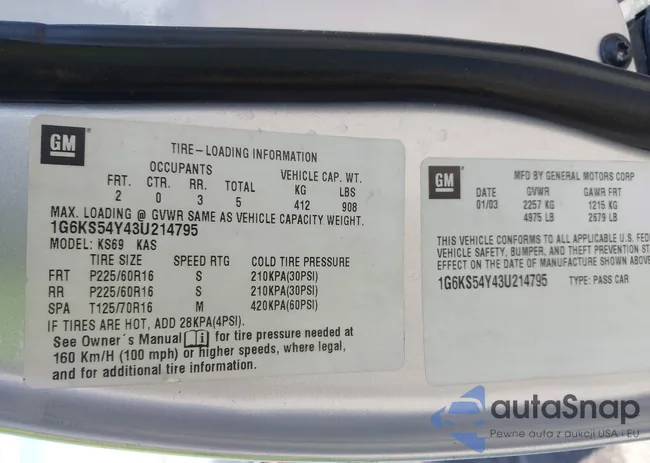 GM
TIRE-LOADING INFORMATION
OCCUPANTS VEHICLE CAP. WT.
FRT. CTR. RR. TOTAL KG LBS
2 0 3 5 412 908
MAX. LOADING @ GVWR SAME AS VEHICLE CAPACITY WEIGHT.
1G6KS54Y43U214795
MODEL: KS69 KAS
TIRE SIZE SPEED RTG COLD TIRE PRESSURE
FRT P225/60R16 S 210KPA(30PSI)
RR P225/60R16 S 210KPA(30PSI)
SPA T125/70R16 M 420KPA(60PSI)
IF TIRES ARE HOT, ADD 28KPA(4PSI).
See Owner's Manual for tire pressure needed at
160 Km/H (100 mph) or higher speeds, where legal,
and for additional tire information.
GM
MFD BY GENERAL MOTORS CORP
DATE GVWR GAWR FRT
01/03 2257 KG 1215 KG
4975 LB 2679 LB
THIS VEHICLE CONFORMS TO ALL APPLICAB
VEHICLE SAFETY, BUMPER, AND THEFT PREVENTION STA
EFFECT ON THE DATE OF MANUFACTURE SHOWN ABOVE
1G6KS54Y43U214795 TYPE: PASS CAR
autaSnap
Pewne auta z aukcji USA i EU